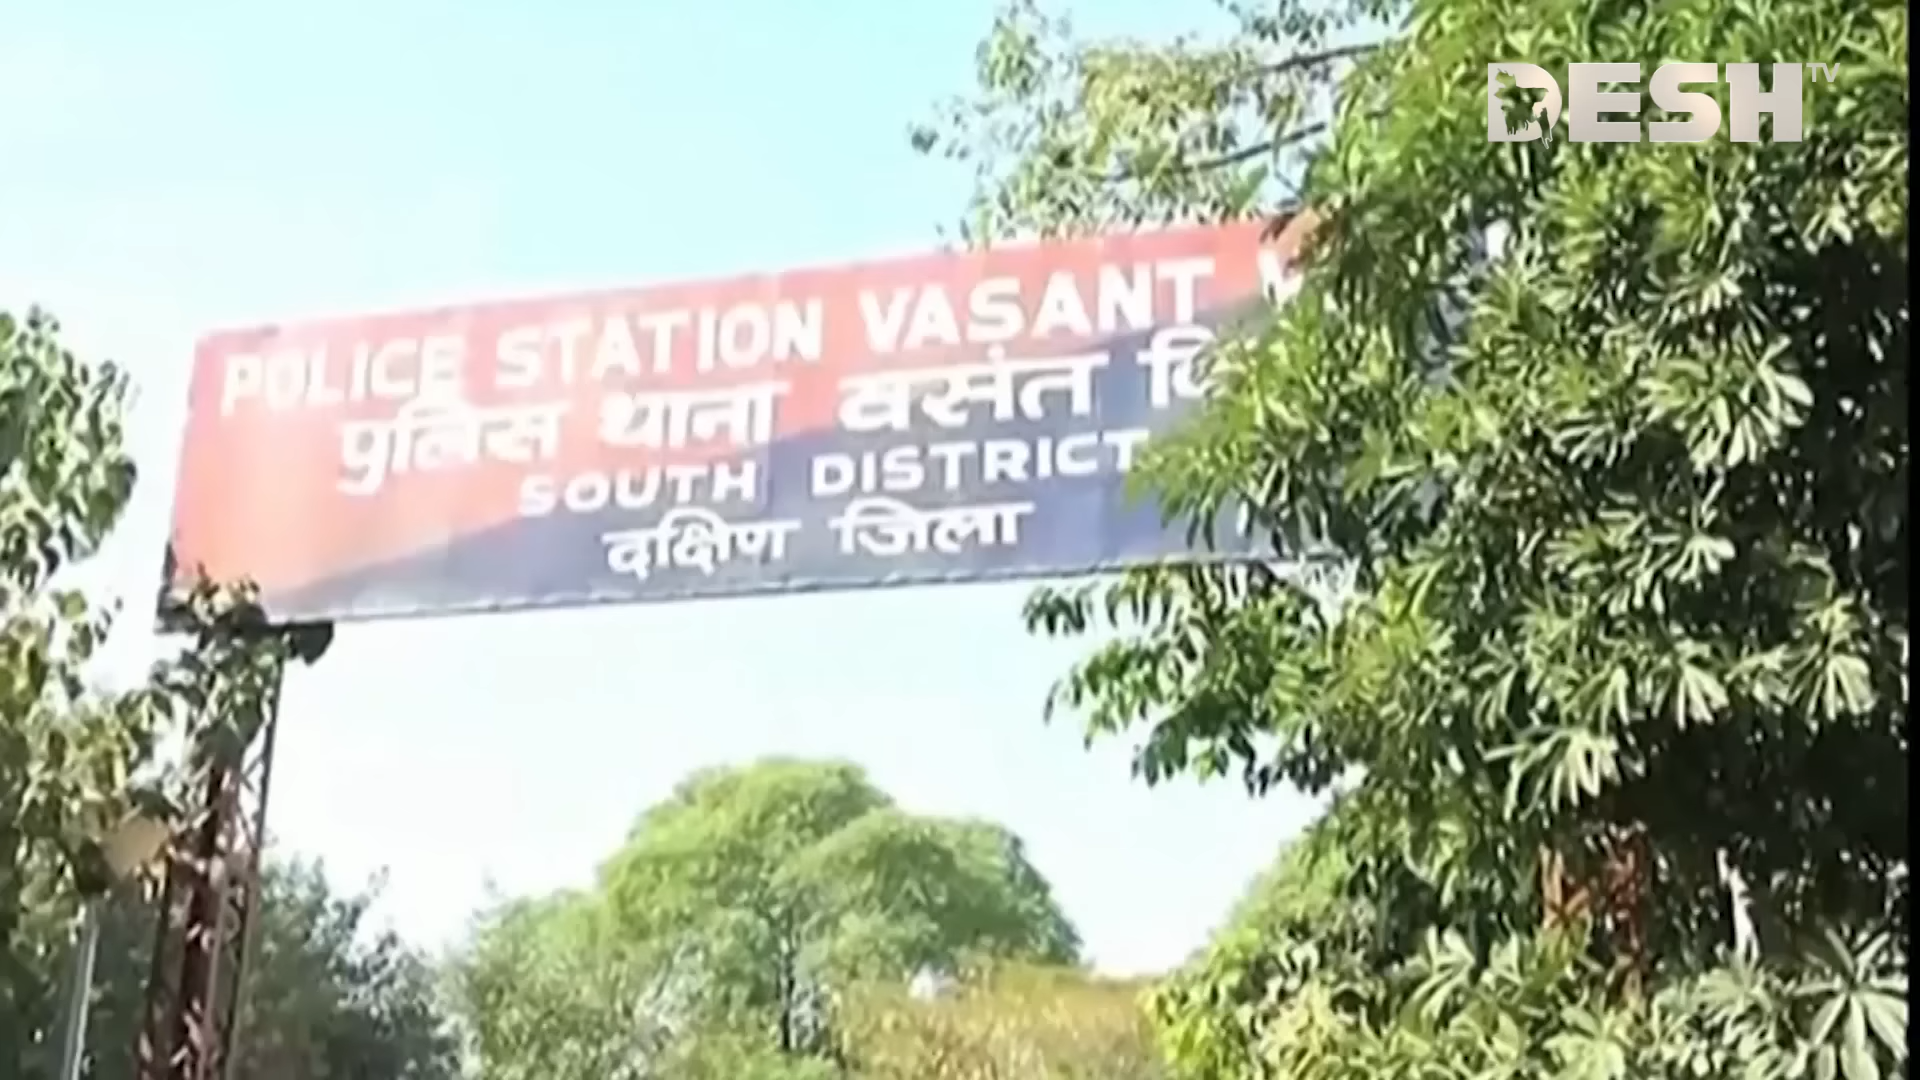 DESH TV
POLICE STATION VASANT
पुलिस थाना वसंत
SOUTH DISTRICT
दक्षिण जिला